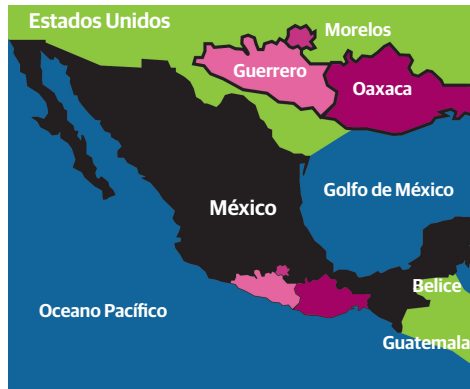 Estados Unidos
Morelos
Guerrero
Oaxaca
Golfo de México
México
Belice
Oceano Pacífico
Guatemala